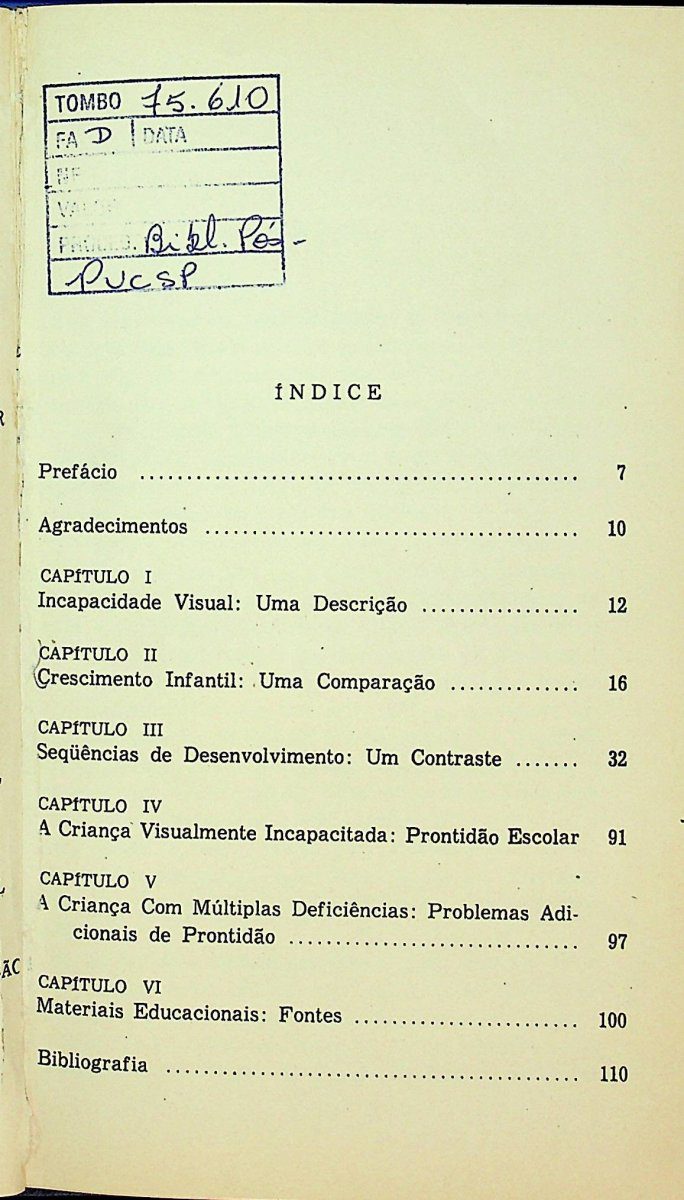 TOMBO 75.610
FA D DATA
NF
VALOR
PROCES. Bibl. Pós-
PUCSP
ÍNDICE
Prefácio ............................................... 7
Agradecimentos ........................................ 10
CAPÍTULO I
Incapacidade Visual: Uma Descrição ................. 12
CAPÍTULO II
Crescimento Infantil: Uma Comparação .............. 16
CAPÍTULO III
Seqüências de Desenvolvimento: Um Contraste ....... 32
CAPÍTULO IV
A Criança Visualmente Incapacitada: Prontidão Escolar 91
CAPÍTULO V
A Criança Com Múltiplas Deficiências: Problemas Adi-
cionais de Prontidão ............................... 97
CAPÍTULO VI
Materiais Educacionais: Fontes ........................ 100
Bibliografia ............................................ 110